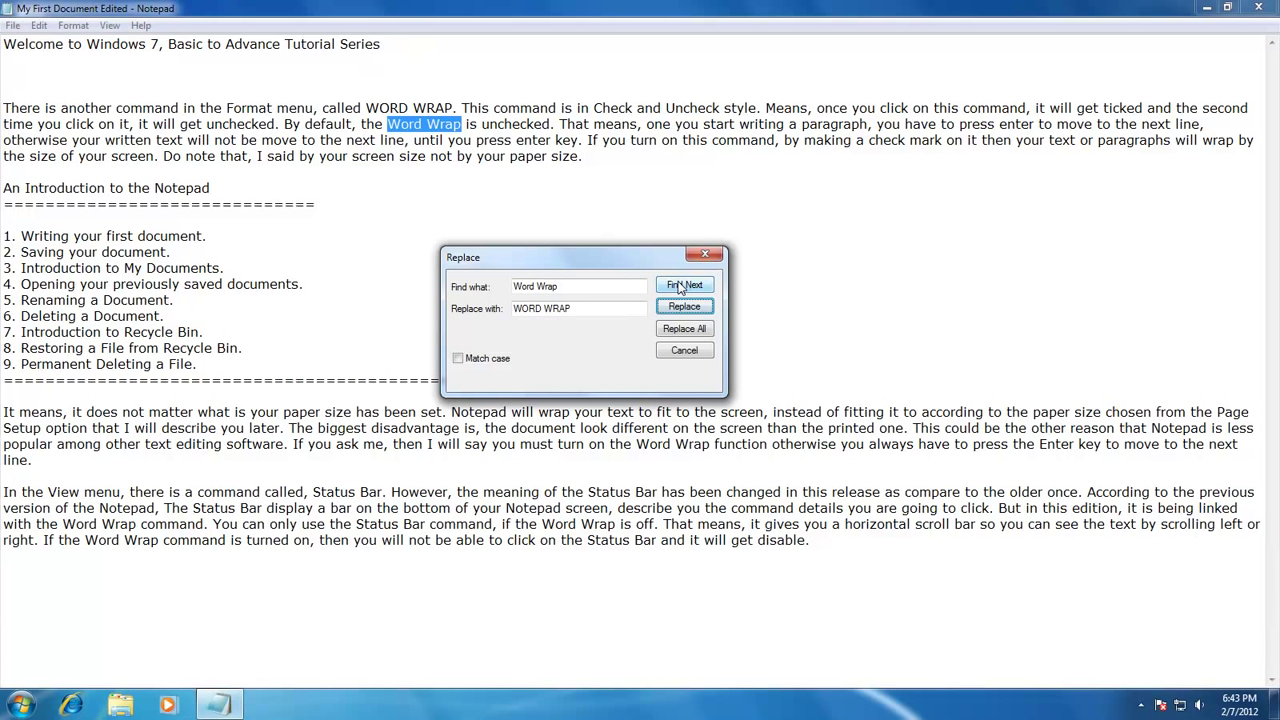 My First Document Edited - Notepad
File Edit Format View Help
Welcome to Windows 7, Basic to Advance Tutorial Series
There is another command in the Format menu, called WORD WRAP. This command is in Check and Uncheck style. Means, once you click on this command, it will get ticked and the second
time you click on it, it will get unchecked. By default, the Word Wrap is unchecked. That means, one you start writing a paragraph, you have to press enter to move to the next line,
otherwise your written text will not be move to the next line, until you press enter key. If you turn on this command, by making a check mark on it then your text or paragraphs will wrap by
the size of your screen. Do note that, I said by your screen size not by your paper size.
An Introduction to the Notepad
==============================
1. Writing your first document.
2. Saving your document.
3. Introduction to My Documents.
4. Opening your previously saved documents.
5. Renaming a Document.
6. Deleting a Document.
7. Introduction to Recycle Bin.
8. Restoring a File from Recycle Bin.
9. Permanent Deleting a File.
==========================================
Replace
Find what: Word Wrap Find Next
Replace with: WORD WRAP Replace
Replace All
Cancel
Match case
It means, it does not matter what is your paper size has been set. Notepad will wrap your text to fit to the screen, instead of fitting it to according to the paper size chosen from the Page
Setup option that I will describe you later. The biggest disadvantage is, the document look different on the screen than the printed one. This could be the other reason that Notepad is less
popular among other text editing software. If you ask me, then I will say you must turn on the Word Wrap function otherwise you always have to press the Enter key to move to the next
line.
In the View menu, there is a command called, Status Bar. However, the meaning of the Status Bar has been changed in this release as compare to the older once. According to the previous
version of the Notepad, The Status Bar display a bar on the bottom of your Notepad screen, describe you the command details you are going to click. But in this edition, it is being linked
with the Word Wrap command. You can only use the Status Bar command, if the Word Wrap is off. That means, it gives you a horizontal scroll bar so you can see the text by scrolling left or
right. If the Word Wrap command is turned on, then you will not be able to click on the Status Bar and it will get disable.
6:43 PM
2/7/2012